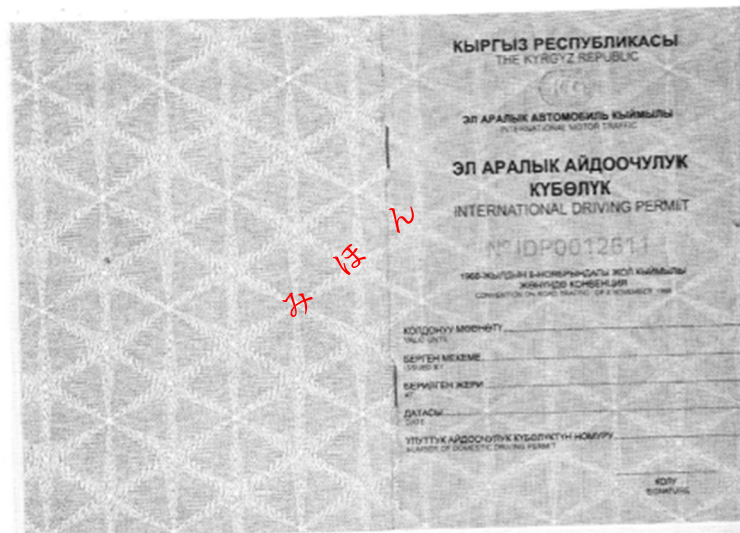 КЫРГЫЗ РЕСПУБЛИКАСЫ
THE KYRGYZ REPUBLIC
ЭЛ АРАЛЫК АВТОМОБИЛЬ КЫЙМЫЛЫ
INTERNATIONAL MOTOR TRAFFIC
ЭЛ АРАЛЫК АЙДООЧУЛУК
КҮБӨЛҮК
INTERNATIONAL DRIVING PERMIT
№ IDP0012611
1968-ЖЫЛДЫН 8-НОЯБРЫНДАГЫ ЖОЛ КЫЙМЫЛЫ
ЖӨНҮНДӨ КОНВЕНЦИЯ
CONVENTION ON ROAD TRAFFIC OF 8 NOVEMBER 1968
КОЛДОНУУ МӨӨНӨТҮ
VALID UNTIL
БЕРГЕН МЕКЕМЕ
ISSUED BY
БЕРИЛГЕН ЖЕРИ
AT
ДАТАСЫ
DATE
УЛУТТУК АЙДООЧУЛУК КҮБӨЛҮКТҮН НОМУРУ
NUMBER OF DOMESTIC DRIVING PERMIT
КОЛУ
SIGNATURE
みほん